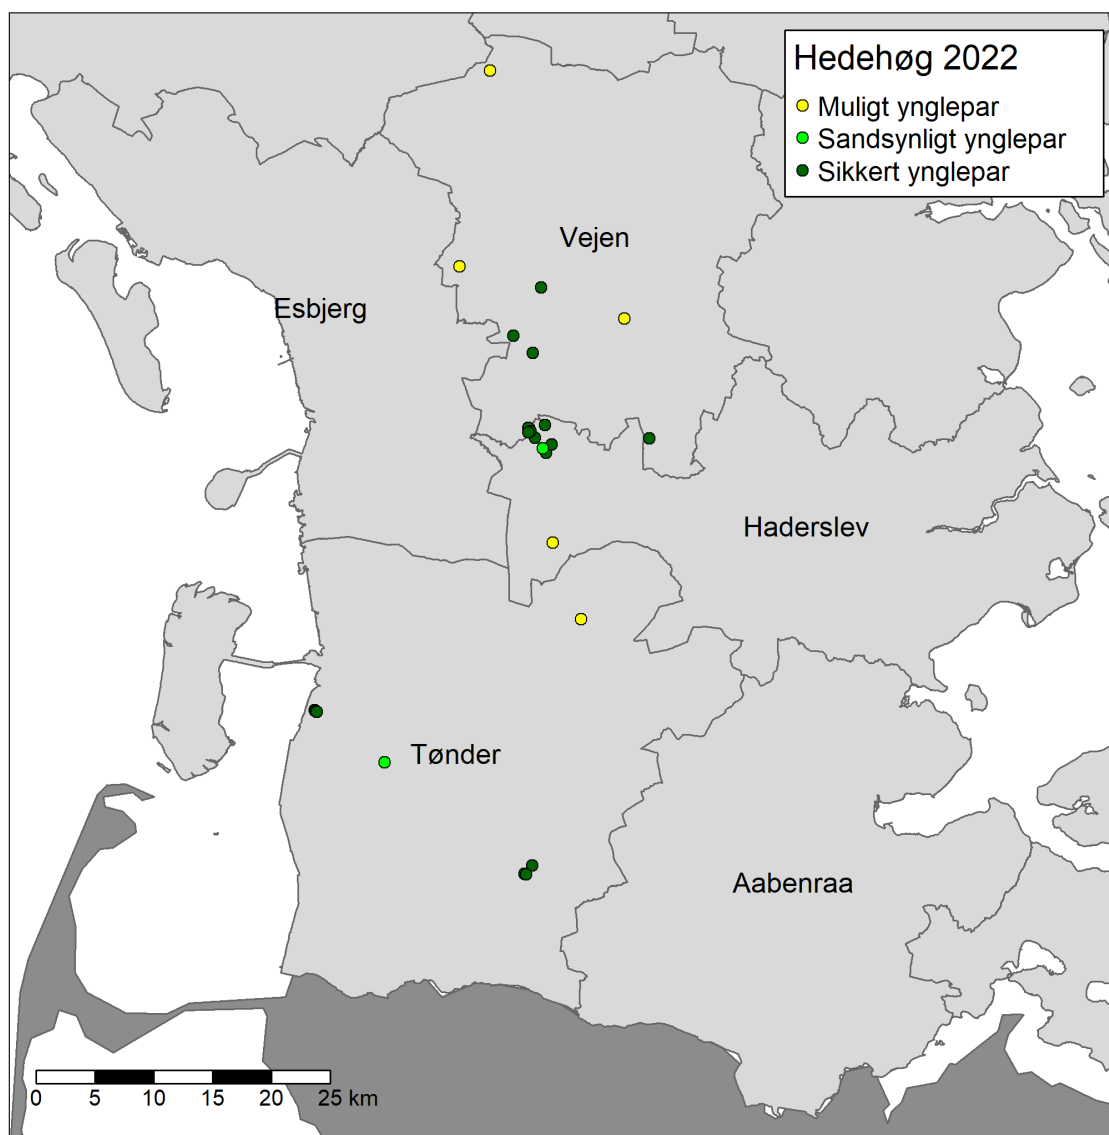 Hedehøg 2022
Muligt ynglepar
Sandsynligt ynglepar
Sikkert ynglepar
Vejen
Esbjerg
Haderslev
Tønder
Aabenraa
0 5 10 15 20 25 km